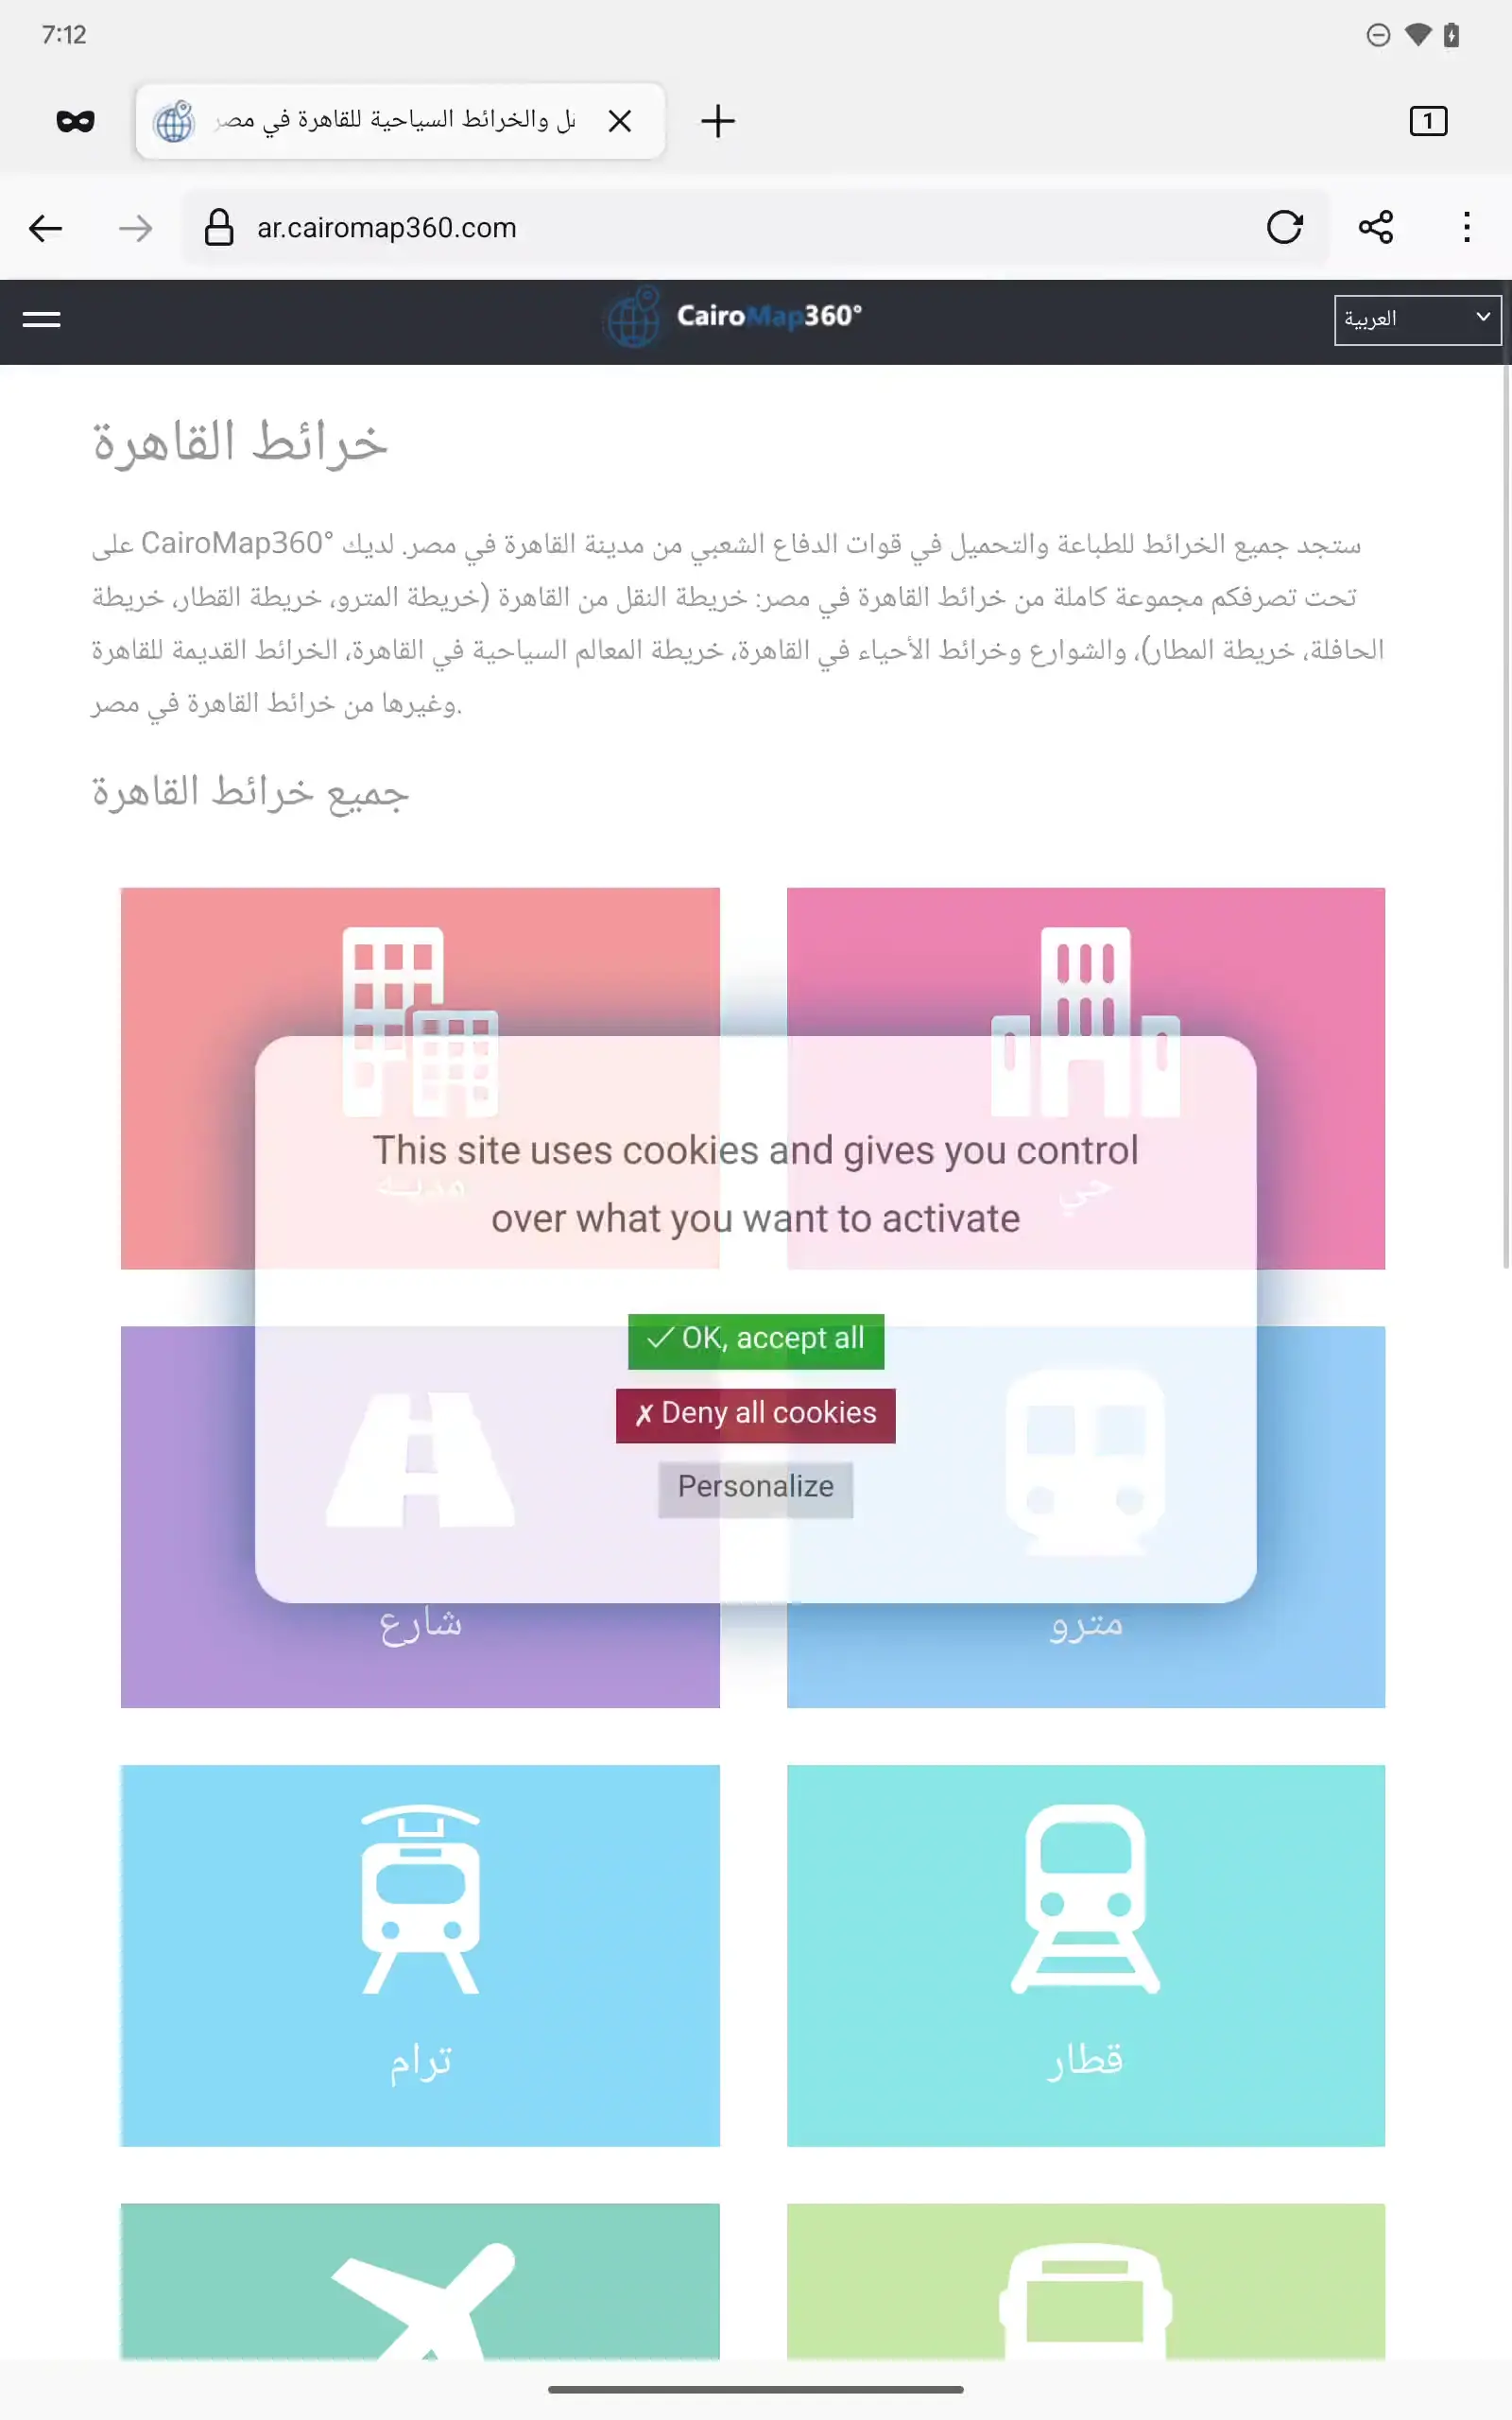 7:12
ل والخرائط السياحية للقاهرة في مصر
1
ar.cairomap360.com
CairoMap360°
العربية
خرائط القاهرة
ستجد جميع الخرائط للطباعة والتحميل في قوات الدفاع الشعبي من مدينة القاهرة في مصر. لديك CairoMap360° على
تحت تصرفكم مجموعة كاملة من خرائط القاهرة في مصر: خريطة النقل من القاهرة (خريطة المترو، خريطة القطار، خريطة
الحافلة، خريطة المطار)، والشوارع وخرائط الأحياء في القاهرة، خريطة المعالم السياحية في القاهرة، الخرائط القديمة للقاهرة
وغيرها من خرائط القاهرة في مصر.
جميع خرائط القاهرة
This site uses cookies and gives you control
مدينة
حي
over what you want to activate
✓ OK, accept all
✗ Deny all cookies
Personalize
شارع
مترو
ترام
قطار